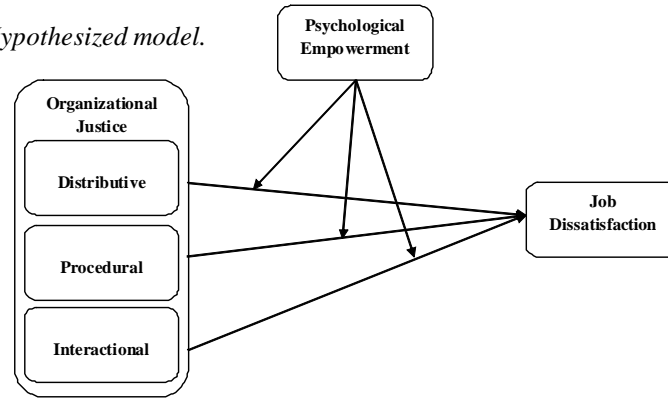 ypothesized model.
Psychological
Empowerment
Organizational
Justice
Distributive
Procedural
Interactional
Job
Dissatisfaction